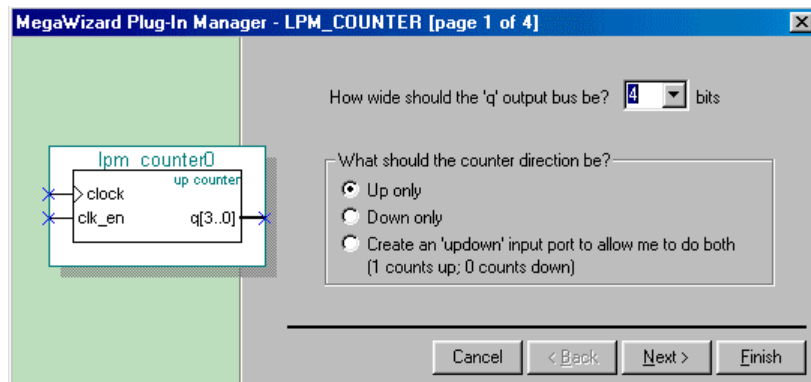 MegaWizard Plug-In Manager - LPM_COUNTER [page 1 of 4]
How wide should the 'q' output bus be? 4 bits
lpm_counter0
up counter
clock
clk_en q[3..0]
What should the counter direction be?
Up only
Down only
Create an 'updown' input port to allow me to do both
(1 counts up; 0 counts down)
Cancel < Back Next > Finish